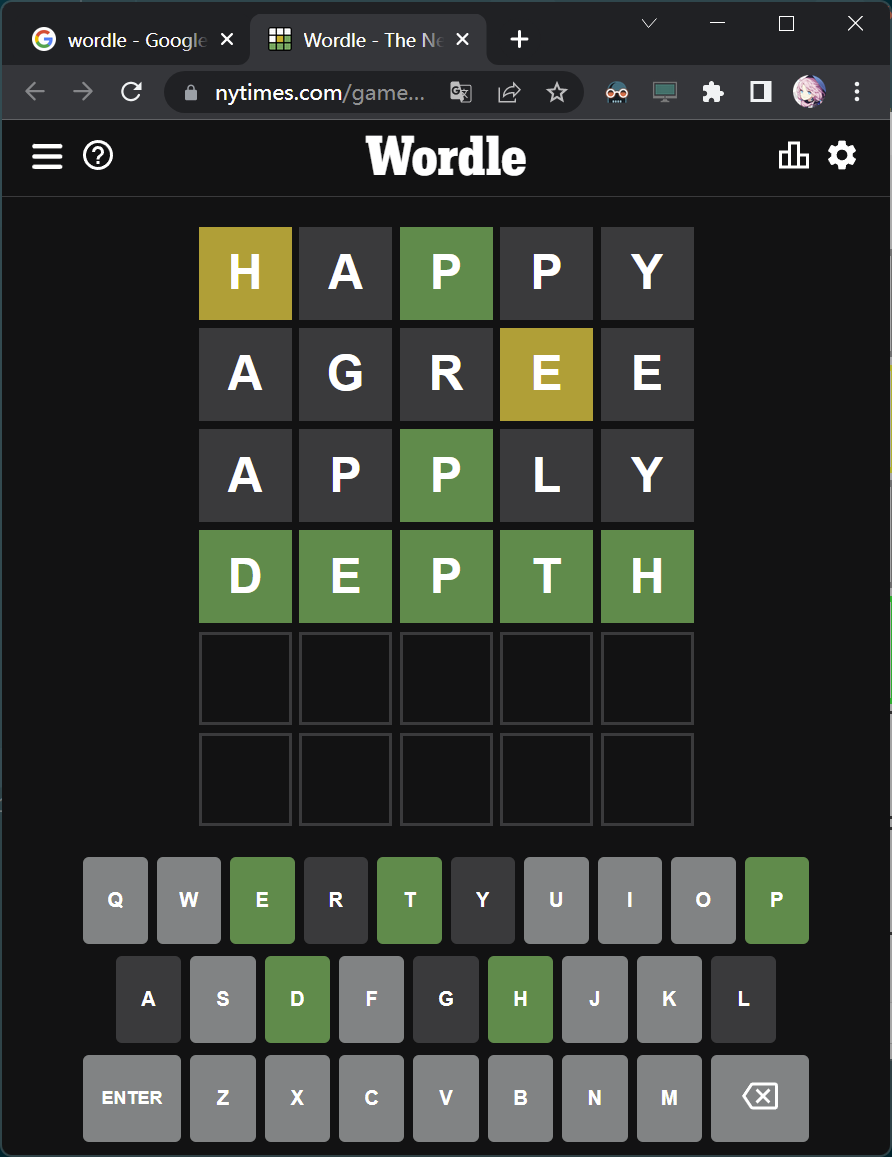 wordle - Google
Wordle - The Ne
nytimes.com/game...
Wordle
H A P P Y
A G R E E
A P P L Y
D E P T H
Q W E R T Y U I O P
A S D F G H J K L
ENTER Z X C V B N M